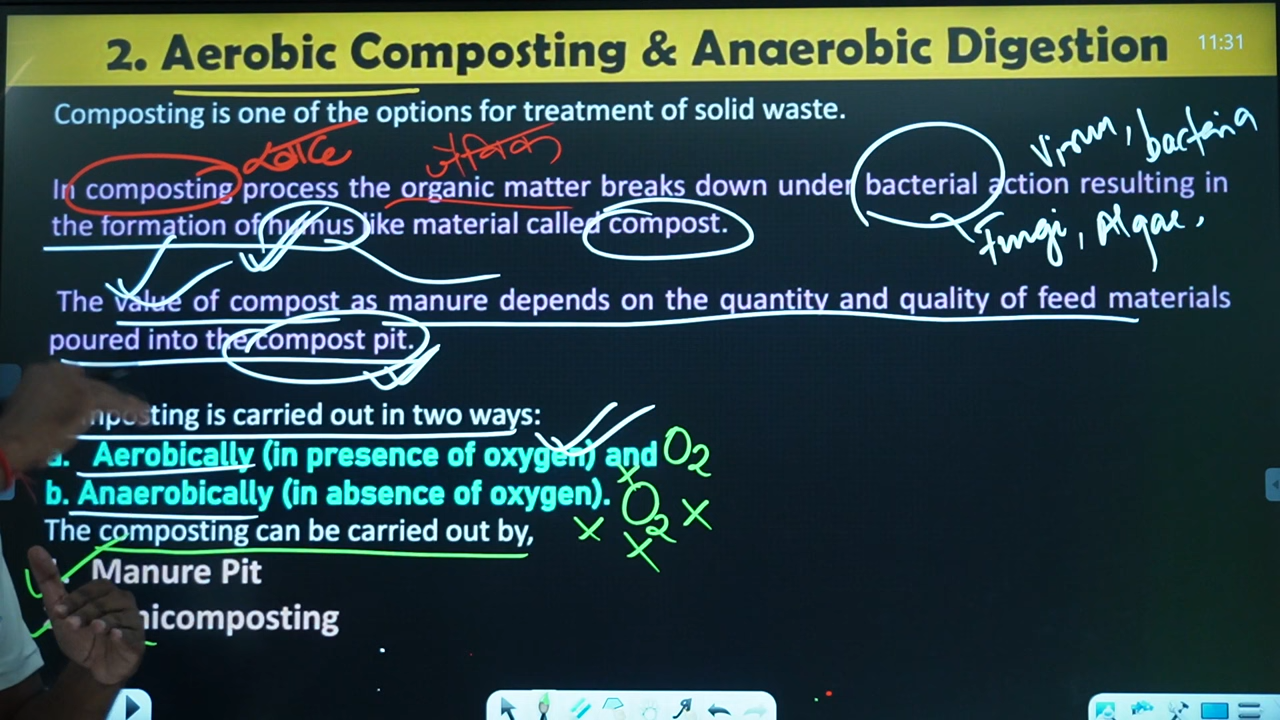 2. Aerobic Composting & Anaerobic Digestion
11:31
Composting is one of the options for treatment of solid waste.
Virus, bacteria
In composting process the organic matter breaks down under bacterial action resulting in
Fungi, Algae,
the formation of humus like material called compost.
The value of compost as manure depends on the quantity and quality of feed materials
poured into the compost pit.
is carried out in two ways:
a. Aerobically (in presence of oxygen) and O2
b. Anaerobically (in absence of oxygen). O2
The composting can be carried out by,
Manure Pit